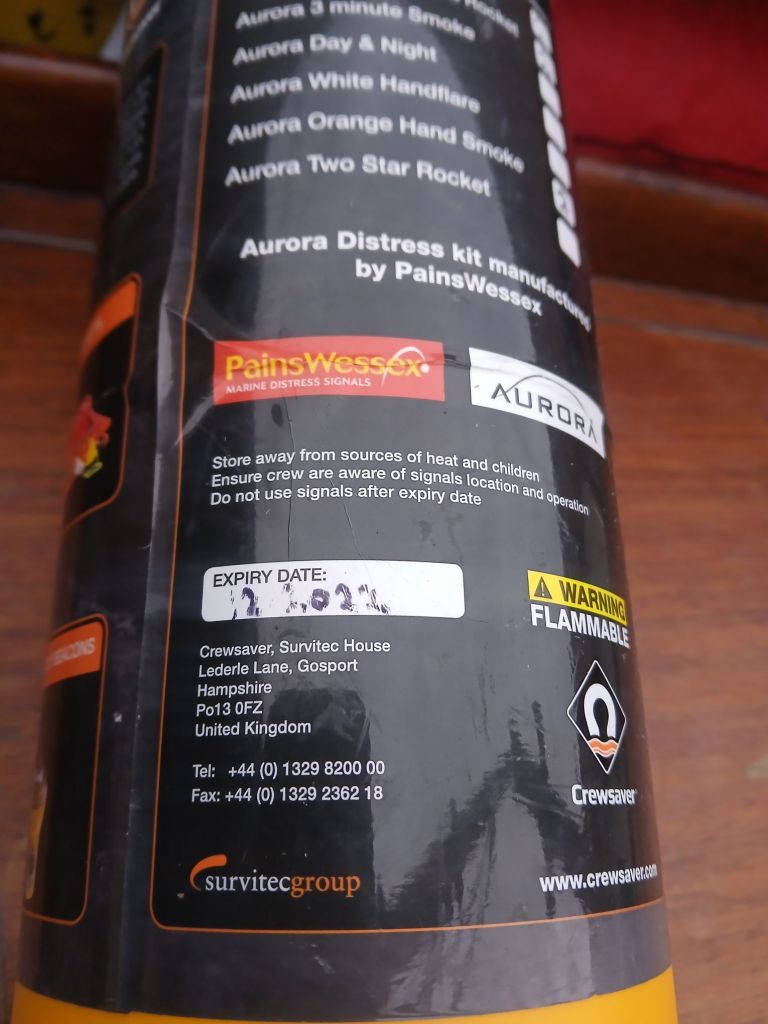 Rocket
Aurora 3 minute Smoke
Aurora Day & Night
Aurora White Handflare
Aurora Orange Hand Smoke
Aurora Two Star Rocket
Aurora Distress kit manufactured
by PainsWessex
PainsWessex
MARINE DISTRESS SIGNALS
AURORA
Store away from sources of heat and children
Ensure crew are aware of signals location and operation
Do not use signals after expiry date
EXPIRY DATE:
WARNING
FLAMMABLE
BEACONS
Crewsaver, Survitec House
Lederle Lane, Gosport
Hampshire
Po13 0FZ
United Kingdom
Tel: +44 (0) 1329 8200 00
Fax: +44 (0) 1329 2362 18
Crewsaver
survitecgroup
www.crewsaver.com